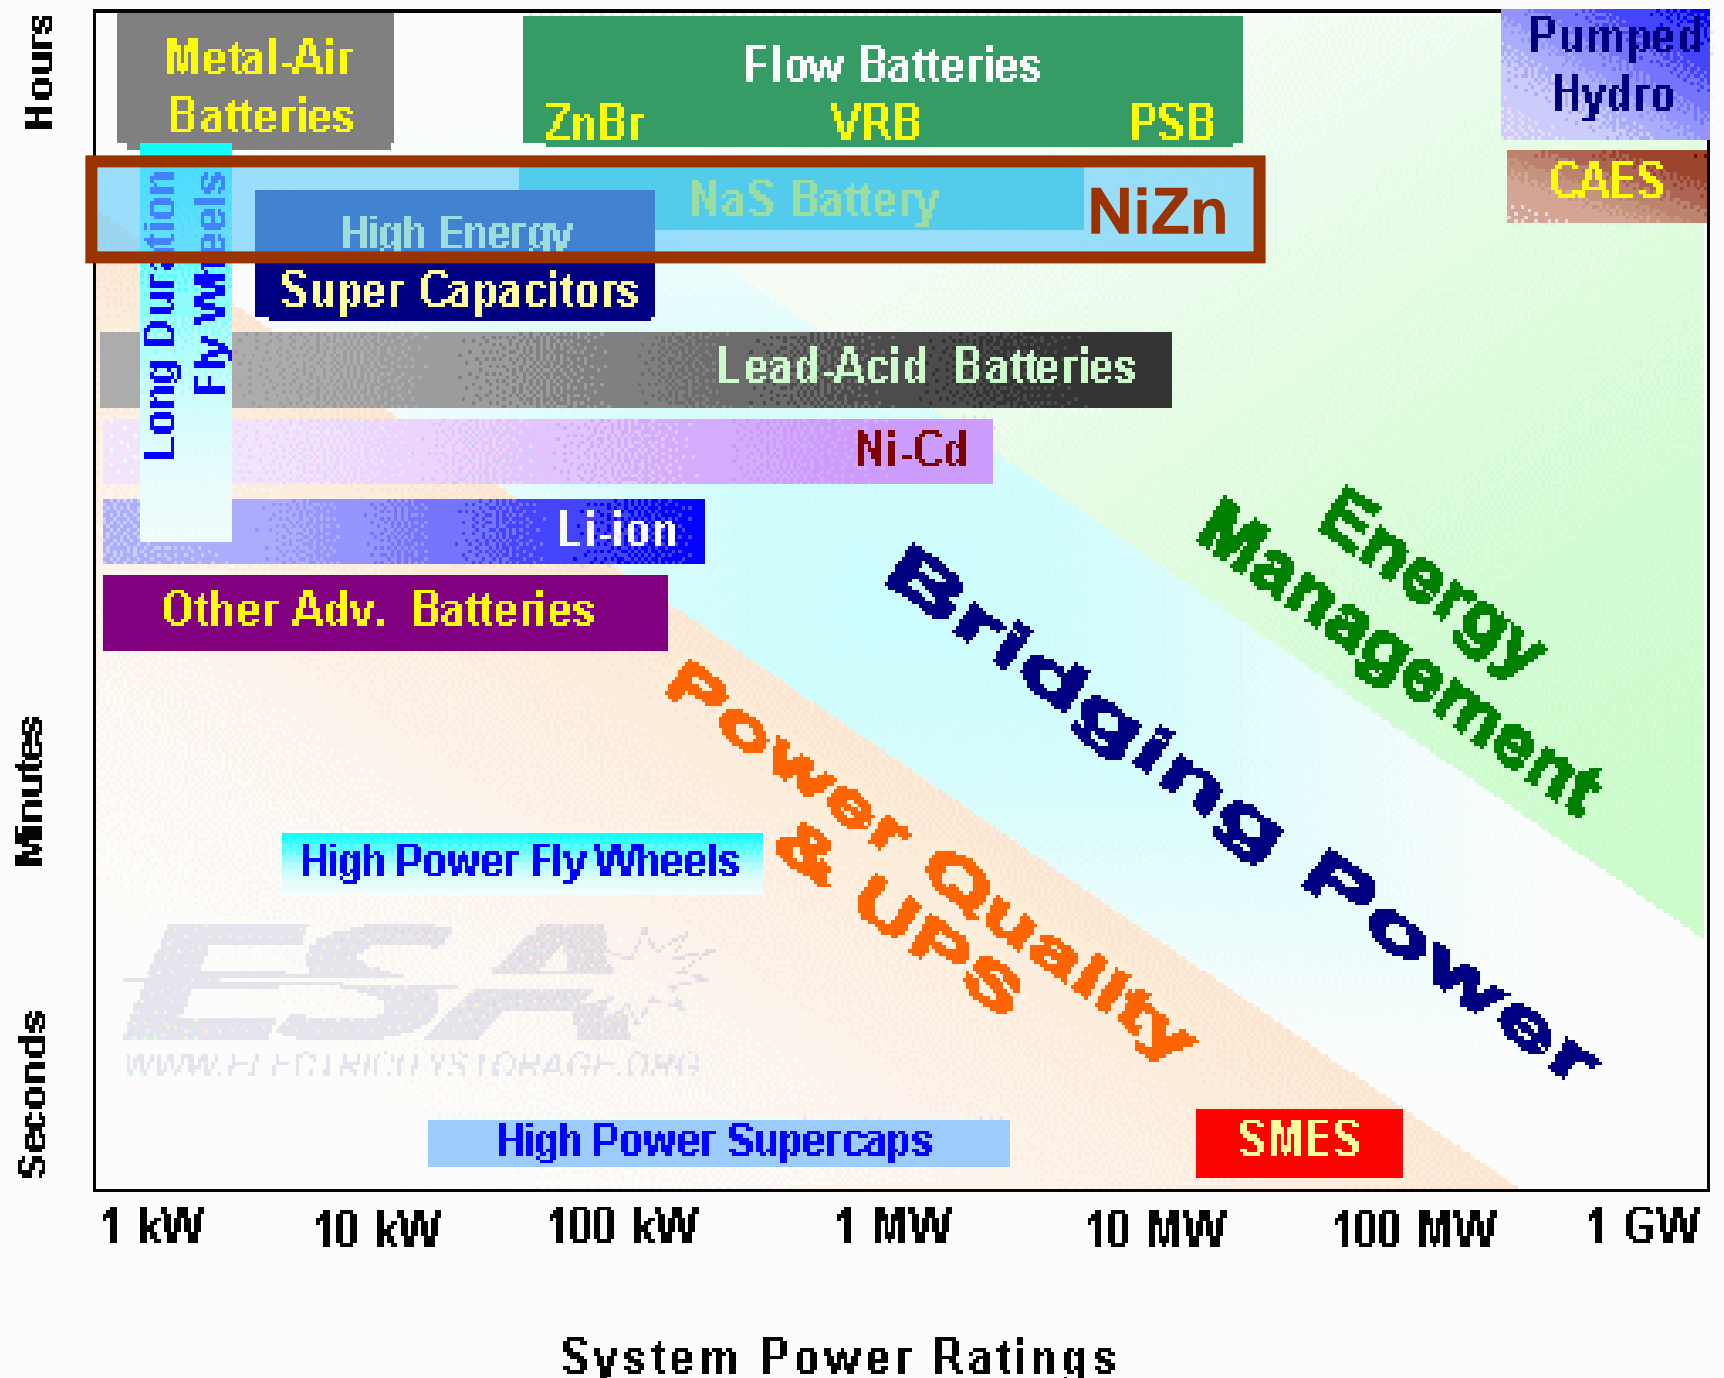 Hours
Minutes
Seconds
Metal-Air
Batteries
Flow Batteries
ZnBr VRB PSB
Pumped
Hydro
CAES
NaS Battery
NiZn
High Energy
Super Capacitors
Long Duration
Fly Wheels
Lead-Acid Batteries
Ni-Cd
Li-ion
Other Adv. Batteries
Energy
Management
Bridging Power
Power Quality
& UPS
High Power Fly Wheels
ESA
WWW.ELECTRICITYSTORAGE.ORG
High Power Supercaps
SMES
1 kW 10 kW 100 kW 1 MW 10 MW 100 MW 1 GW
System Power Ratings